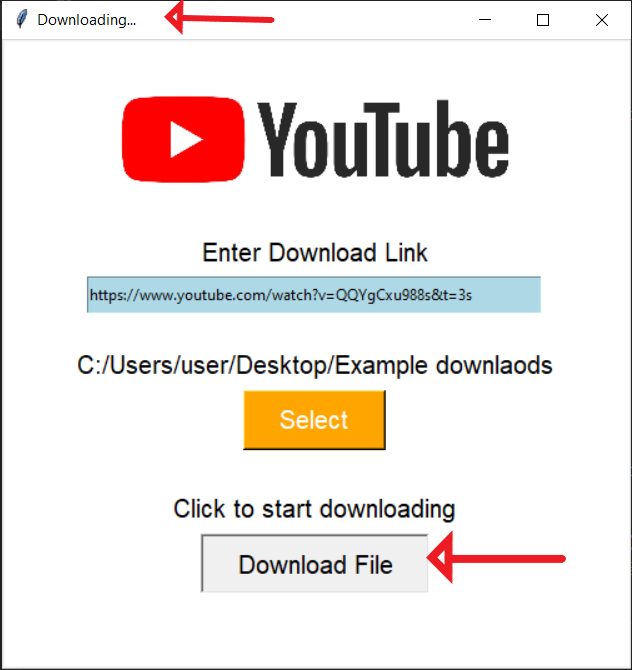 Downloading...
YouTube
Enter Download Link
https://www.youtube.com/watch?v=QQYgCxu988s&t=3s
C:/Users/user/Desktop/Example downlaods
Select
Click to start downloading
Download File